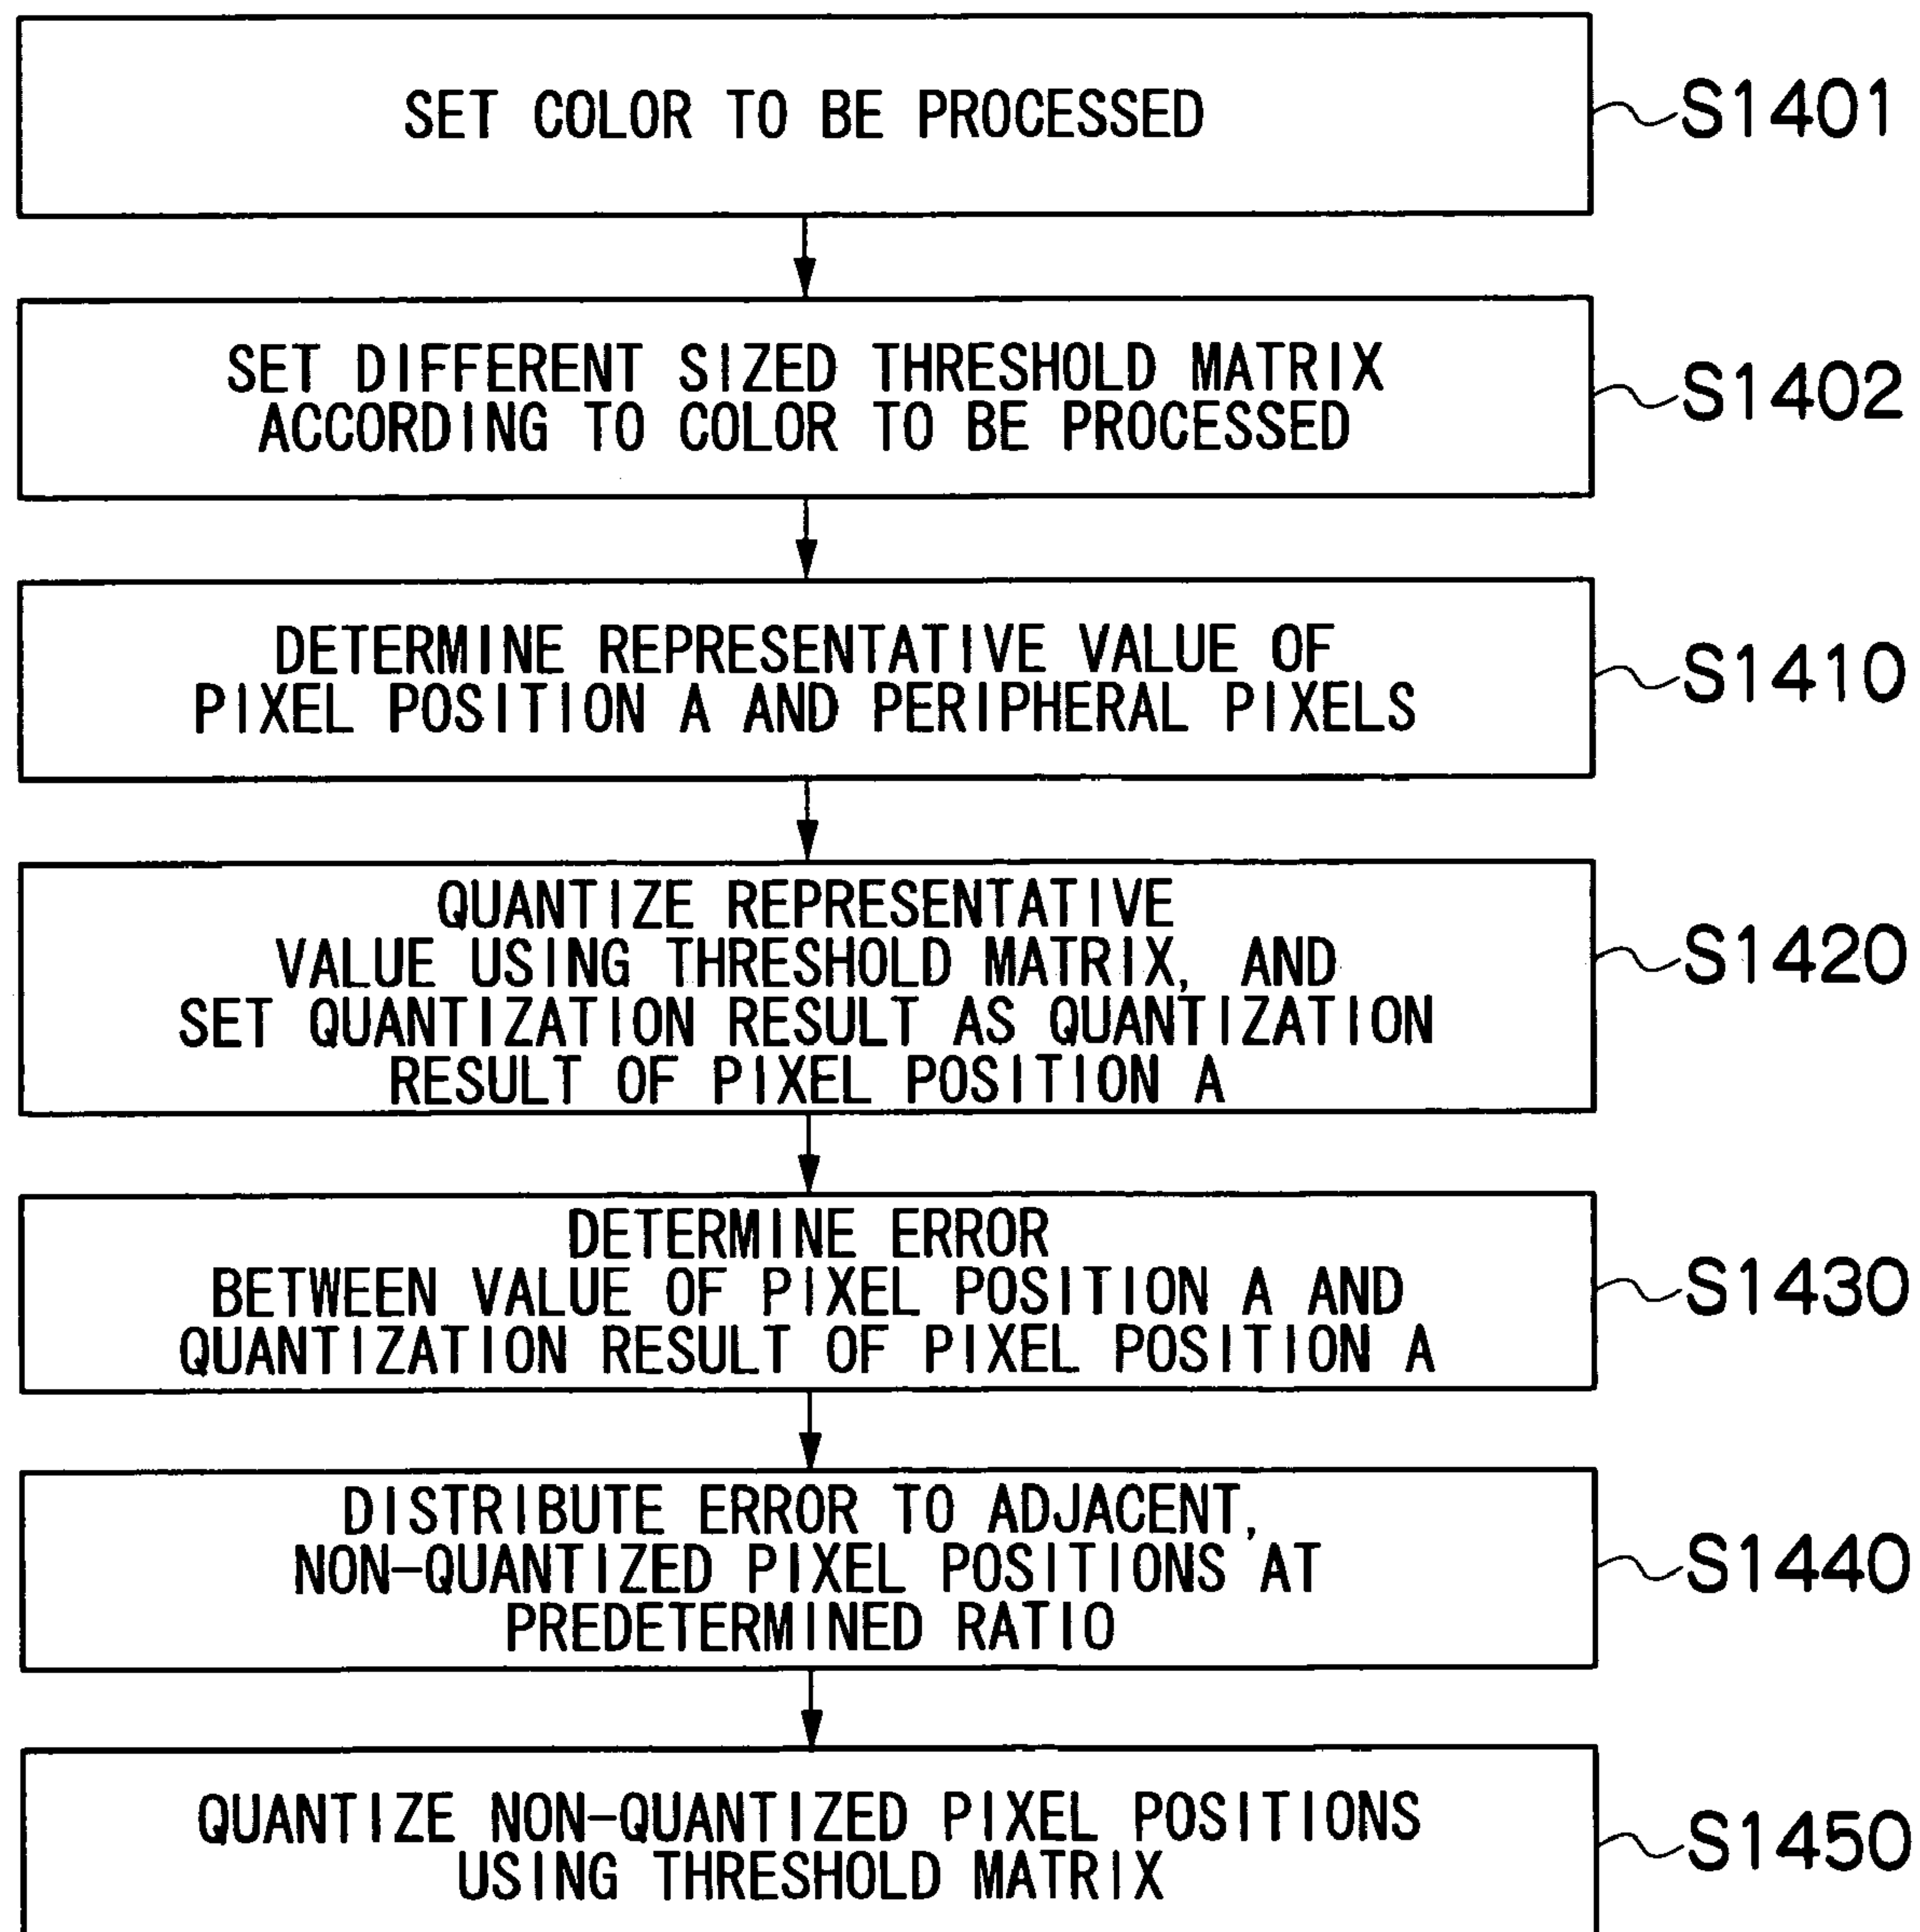 SET COLOR TO BE PROCESSED
S1401
SET DIFFERENT SIZED THRESHOLD MATRIX
ACCORDING TO COLOR TO BE PROCESSED
S1402
DETERMINE REPRESENTATIVE VALUE OF
PIXEL POSITION A AND PERIPHERAL PIXELS
S1410
QUANTIZE REPRESENTATIVE
VALUE USING THRESHOLD MATRIX, AND
SET QUANTIZATION RESULT AS QUANTIZATION
RESULT OF PIXEL POSITION A
S1420
DETERMINE ERROR
BETWEEN VALUE OF PIXEL POSITION A AND
QUANTIZATION RESULT OF PIXEL POSITION A
S1430
DISTRIBUTE ERROR TO ADJACENT,
NON-QUANTIZED PIXEL POSITIONS AT
PREDETERMINED RATIO
S1440
QUANTIZE NON-QUANTIZED PIXEL POSITIONS
USING THRESHOLD MATRIX
S1450